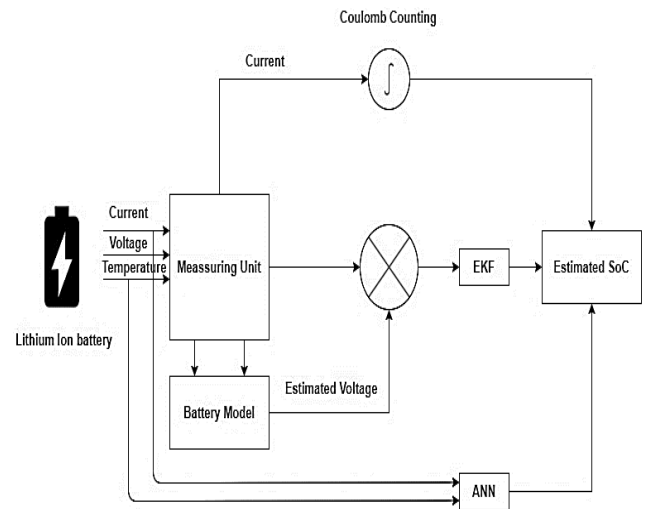 Coulomb Counting
Current
Current
Voltage
Temperature
Meassuring Unit
EKF
Estimated SoC
Lithium Ion battery
Estimated Voltage
Battery Model
ANN